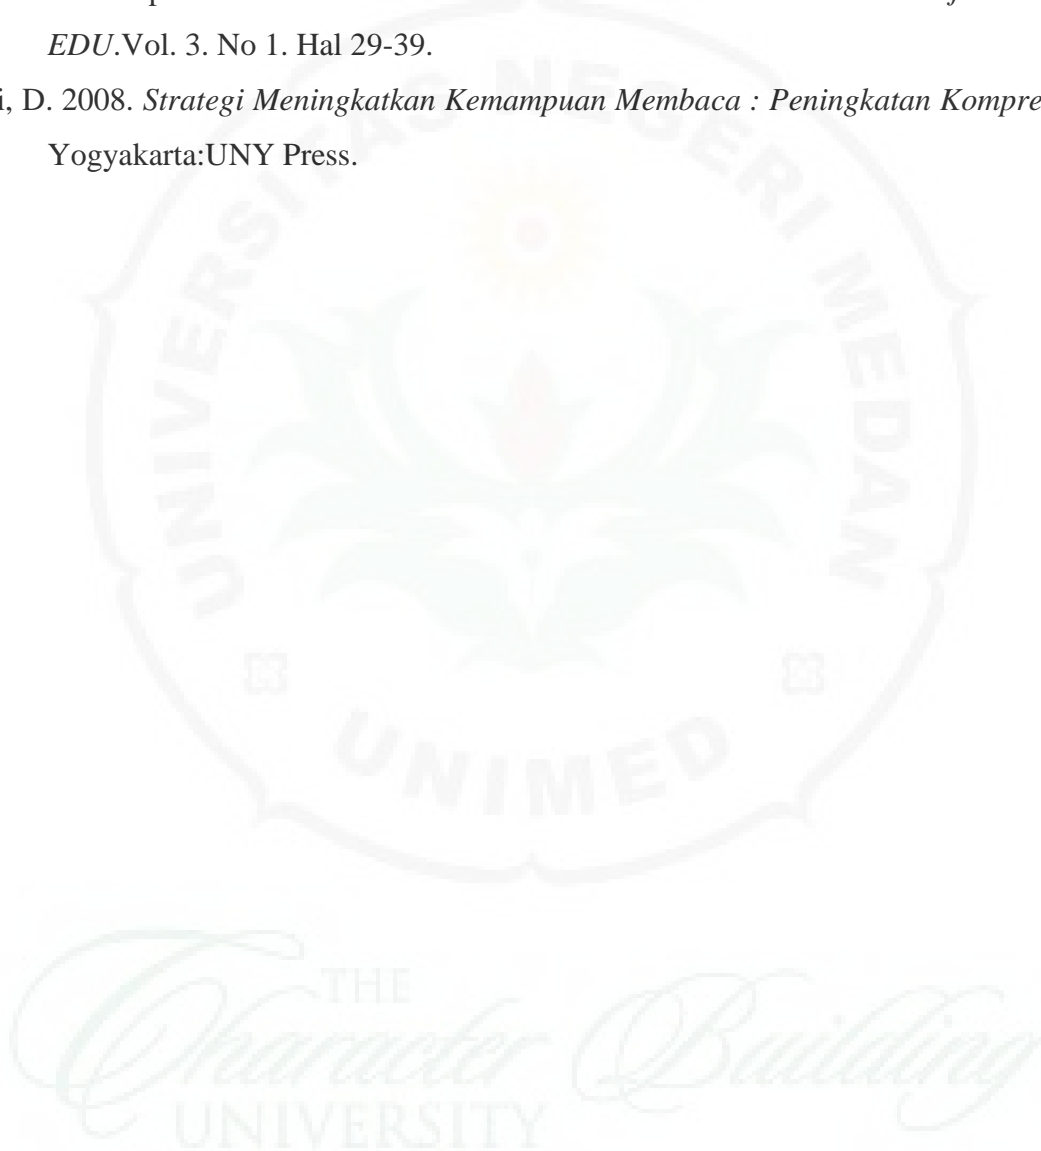 EDU.Vol. 3. No 1. Hal 29-39.
i, D. 2008. Strategi Meningkatkan Kemampuan Membaca : Peningkatan Kompre
Yogyakarta:UNY Press.
UNIVERSITAS NEGERI MEDAN
UNIMED
THE
Character Building
UNIVERSITY